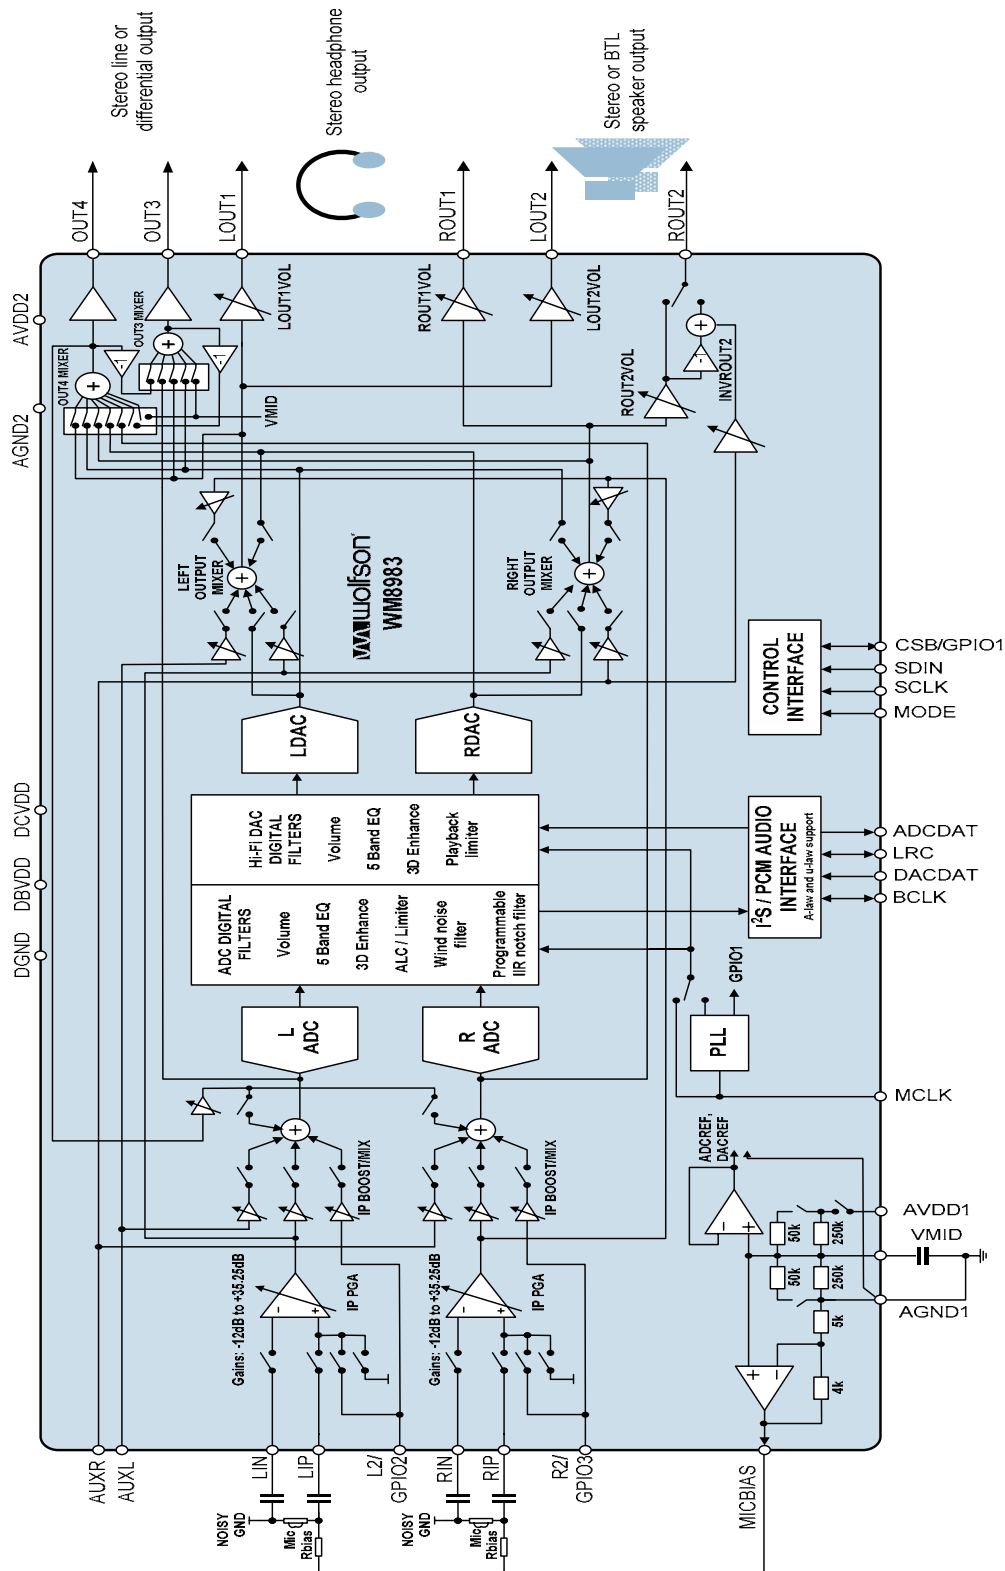 Stereo line or
differential output
Stereo headphone
output
Stereo or BTL
speaker output
OUT4
OUT3
LOUT1
ROUT1
LOUT2
ROUT2
AVDD2
AGND2
DCVDD
DBVDD
DGND
OUT4 MIXER
OUT3 MIXER
-1
-1
+
+
VMID
LOUT1VOL
ROUT1VOL
LOUT2VOL
ROUT2VOL
-1
+
INVROUT2
LEFT
OUTPUT
MIXER
+
wolfson
WM8983
RIGHT
OUTPUT
MIXER
+
LDAC
RDAC
Hi-Fi DAC
DIGITAL
FILTERS
Volume
5 Band EQ
3D Enhance
Playback
limiter
ADC DIGITAL
FILTERS
Volume
5 Band EQ
3D Enhance
ALC / Limiter
Wind noise
filter
Programmable
IIR notch filter
L
ADC
R
ADC
CONTROL
INTERFACE
CSB/GPIO1
SDIN
SCLK
MODE
I²S / PCM AUDIO
INTERFACE
A-law and u-law support
ADCDAT
LRC
DACDAT
BCLK
GPIO1
PLL
MCLK
+
IP BOOST/MIX
+
IP BOOST/MIX
Gains: -12dB to +35.25dB
-
+
IP PGA
Gains: -12dB to +35.25dB
-
+
IP PGA
ADCREF,
DACREF
-
+
50k
250k
50k
250k
5k
4k
+
-
AVDD1
VMID
AGND1
AUXR
AUXL
LIN
LIP
L2/
GPIO2
RIN
RIP
R2/
GPIO3
MICBIAS
NOISY
GND
Mic
Rbias
NOISY
GND
Mic
Rbias